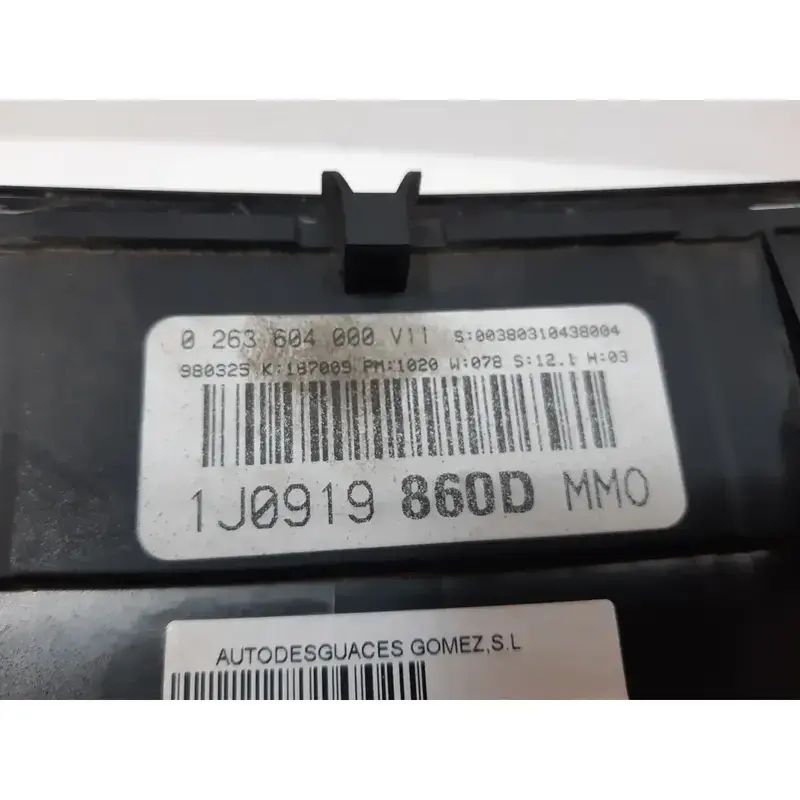 0 263 604 000 V11 S:00380310438004
980325 K:187009 PM:1020 W:078 S:12.1 H:03
1J0919 860D MMO
AUTODESGUACES GOMEZ,S.L